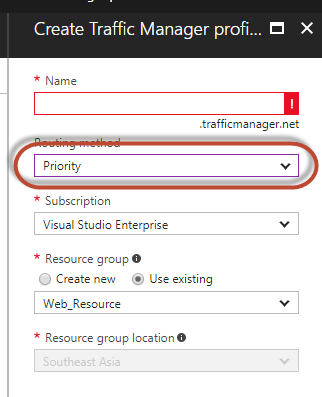 Create Traffic Manager profi...
* Name
!
.trafficmanager.net
Routing method
Priority
* Subscription
Visual Studio Enterprise
* Resource group
Create new Use existing
Web_Resource
* Resource group location
Southeast Asia